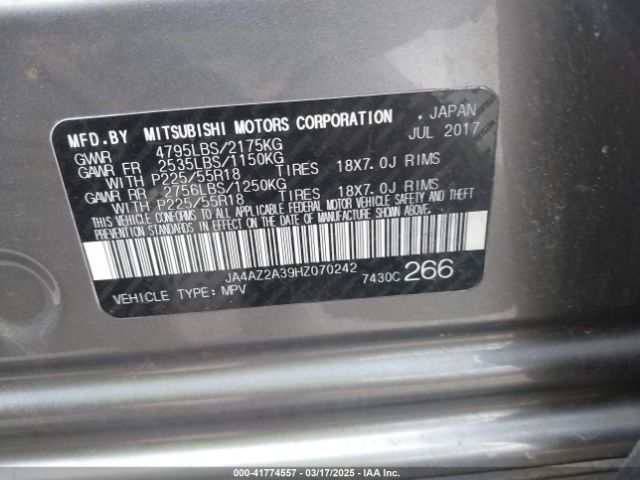 MFD.BY MITSUBISHI MOTORS CORPORATION . JAPAN
GWWR 4795LBS/2175KG JUL 2017
GAWR FR 2535LBS/1150KG
WITH P225/55R18 TIRES 18X7.0J RIMS
GAWR RR 2756LBS/1250KG
WITH P225/55R18 TIRES 18X7.0J RIMS
THIS VEHICLE CONFORMS TO ALL APPLICABLE FEDERAL MOTOR VEHICLE SAFETY AND THEFT
PREVENTION STANDARDS IN EFFECT ON THE DATE OF MANUFACTURE SHOWN ABOVE.
JA4AZ2A39HZ070242
VEHICLE TYPE: MPV 7430C 266
000-41774557 — 03/17/2025 — IAA Inc.